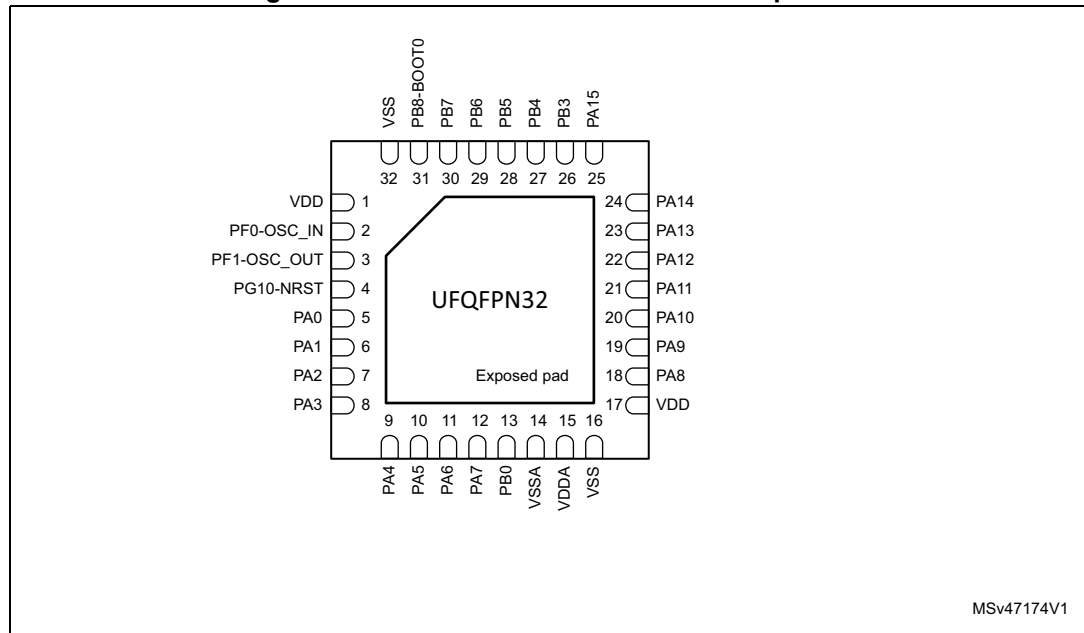 VSS
PB8-BOOT0
PB7
PB6
PB5
PB4
PB3
PA15
32 31 30 29 28 27 26 25
VDD 1
PF0-OSC_IN 2
PF1-OSC_OUT 3
PG10-NRST 4
PA0 5
PA1 6
PA2 7
PA3 8
24 PA14
23 PA13
22 PA12
21 PA11
20 PA10
19 PA9
18 PA8
17 VDD
UFQFPN32
Exposed pad
9 10 11 12 13 14 15 16
PA4
PA5
PA6
PA7
PB0
VSSA
VDDA
VSS
MSv47174V1